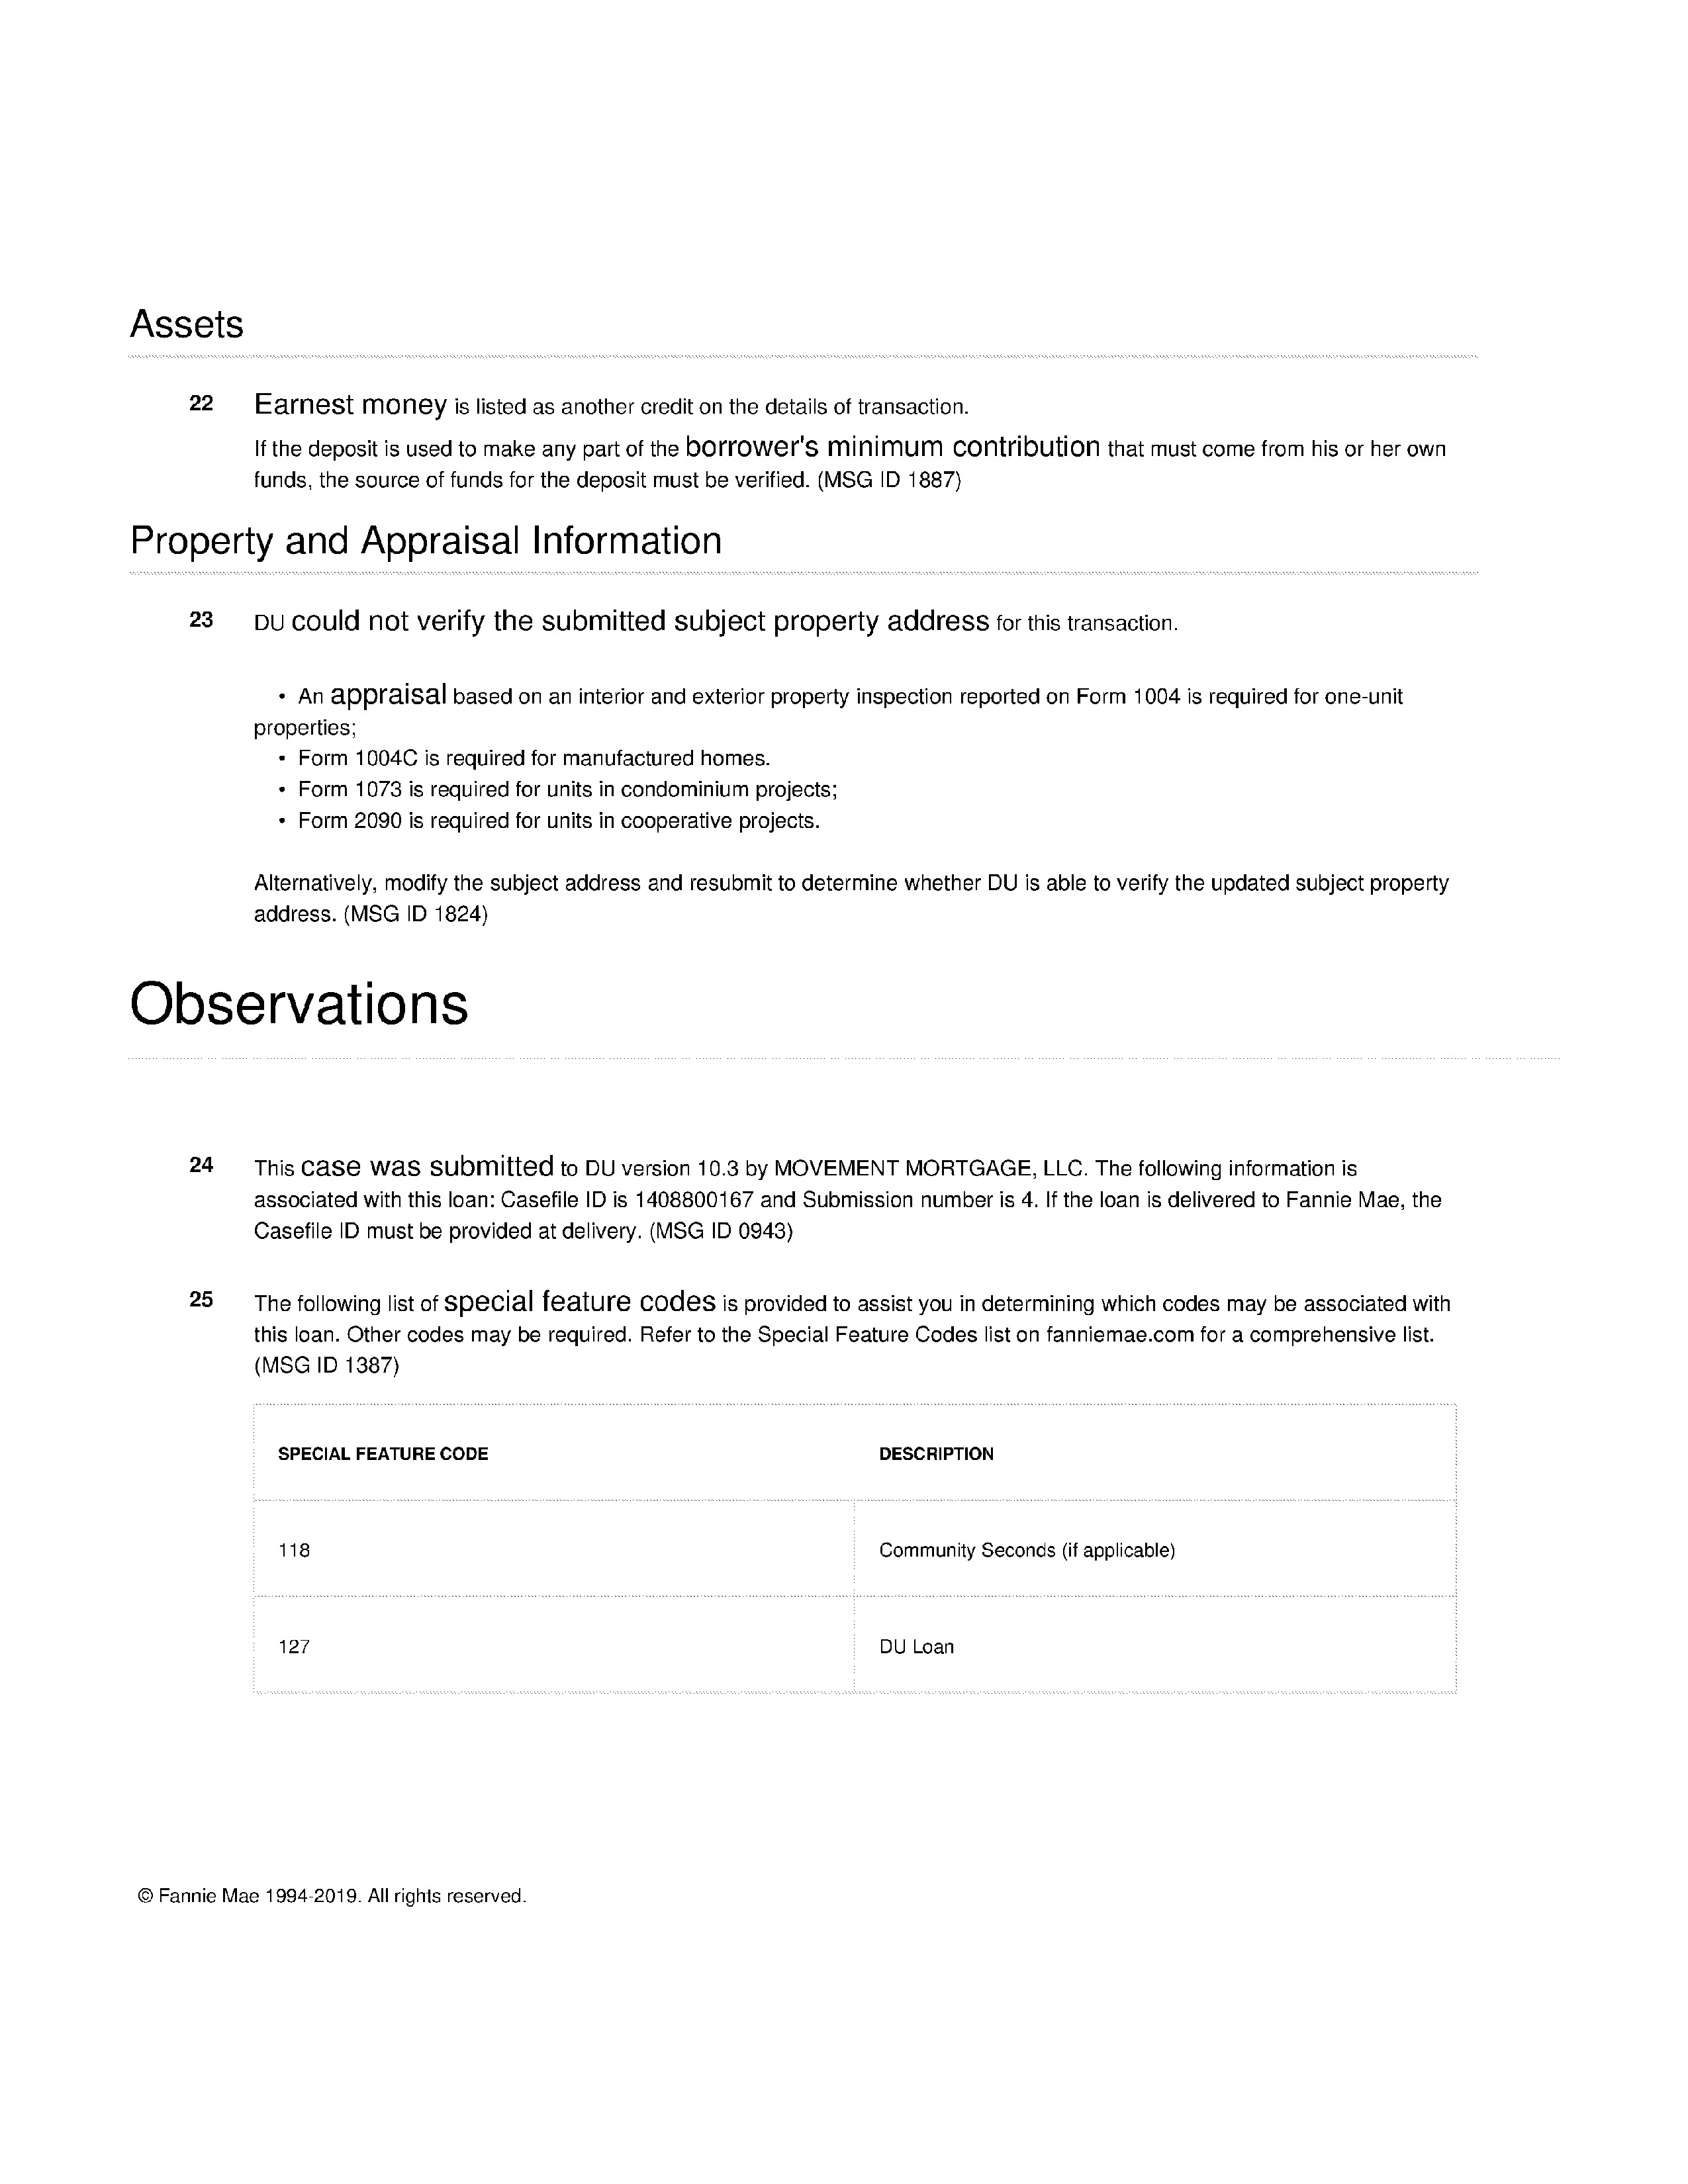 Assets
22 Earnest money is listed as another credit on the details of transaction.
If the deposit is used to make any part of the borrower's minimum contribution that must come from his or her own
funds, the source of funds for the deposit must be verified. (MSG ID 1887)
Property and Appraisal Information
23 DU could not verify the submitted subject property address for this transaction.
• An appraisal based on an interior and exterior property inspection reported on Form 1004 is required for one-unit
properties;
• Form 1004C is required for manufactured homes.
• Form 1073 is required for units in condominium projects;
• Form 2090 is required for units in cooperative projects.
Alternatively, modify the subject address and resubmit to determine whether DU is able to verify the updated subject property
address. (MSG ID 1824)
Observations
24 This case was submitted to DU version 10.3 by MOVEMENT MORTGAGE, LLC. The following information is
associated with this loan: Casefile ID is 1408800167 and Submission number is 4. If the loan is delivered to Fannie Mae, the
Casefile ID must be provided at delivery. (MSG ID 0943)
25 The following list of special feature codes is provided to assist you in determining which codes may be associated with
this loan. Other codes may be required. Refer to the Special Feature Codes list on fanniemae.com for a comprehensive list.
(MSG ID 1387)
SPECIAL FEATURE CODE DESCRIPTION
118 Community Seconds (if applicable)
127 DU Loan
© Fannie Mae 1994-2019. All rights reserved.